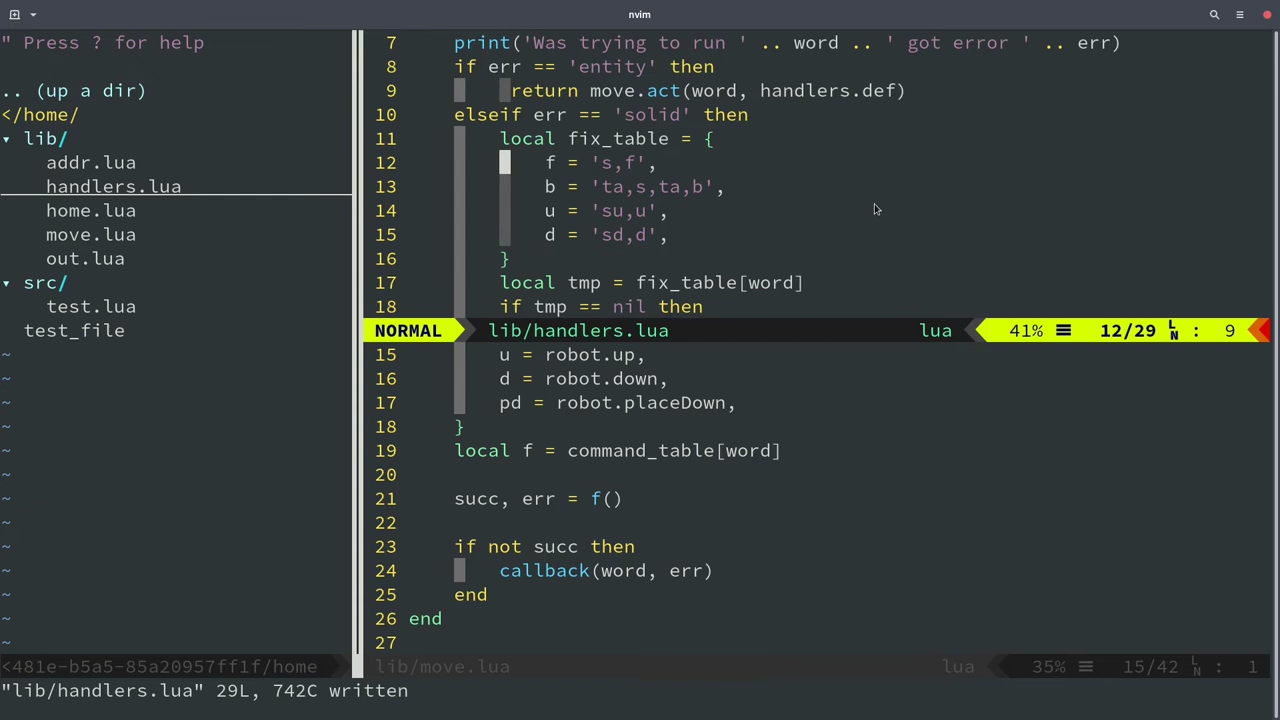 nvim
" Press ? for help
.. (up a dir)
</home/
▾ lib/
addr.lua
handlers.lua
home.lua
move.lua
out.lua
▾ src/
test.lua
test_file
~
~
~
~
~
~
~
~
~
~
~
~
~
<481e-b5a5-85a20957ff1f/home
7 print('Was trying to run ' .. word .. ' got error ' .. err)
8 if err == 'entity' then
9 return move.act(word, handlers.def)
10 elseif err == 'solid' then
11 local fix_table = {
12 f = 's,f',
13 b = 'ta,s,ta,b',
14 u = 'su,u',
15 d = 'sd,d',
16 }
17 local tmp = fix_table[word]
18 if tmp == nil then
NORMAL lib/handlers.lua lua 41% ☰ 12/29 LN : 9
15 u = robot.up,
16 d = robot.down,
17 pd = robot.placeDown,
18 }
19 local f = command_table[word]
20
21 succ, err = f()
22
23 if not succ then
24 callback(word, err)
25 end
26 end
27
lib/move.lua lua 35% ☰ 15/42 LN : 1
"lib/handlers.lua" 29L, 742C written